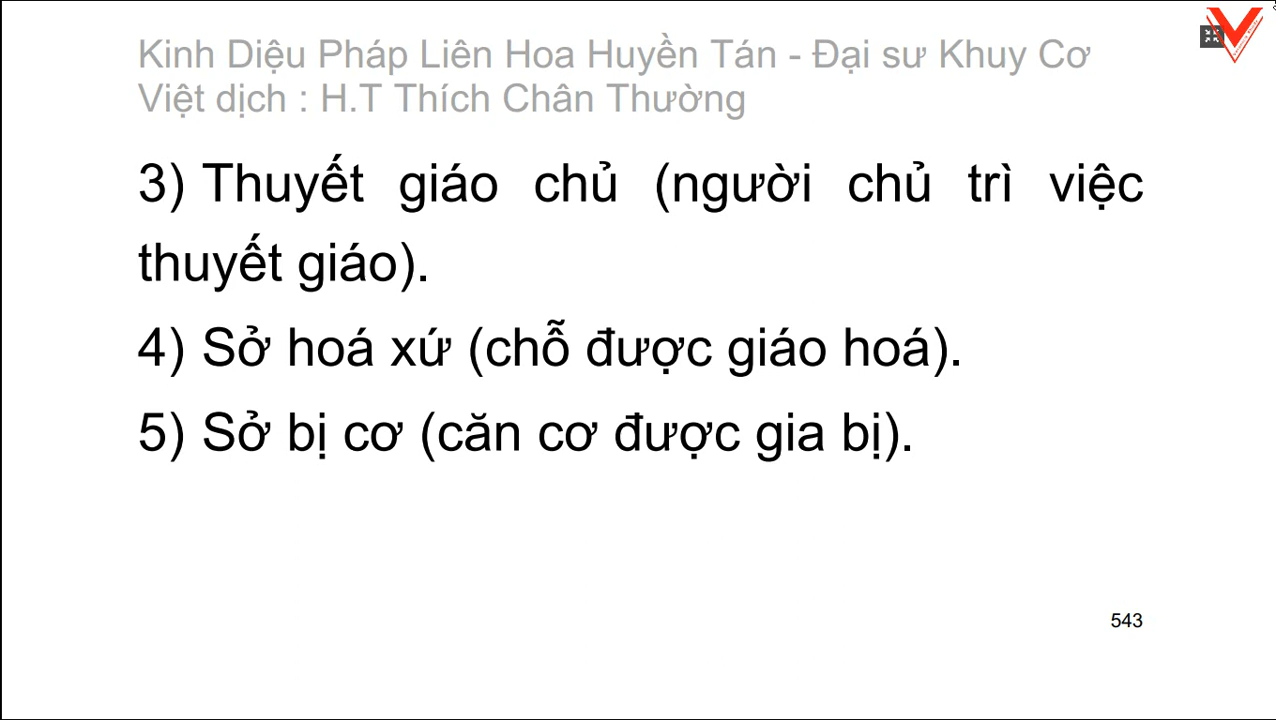 Kinh Diệu Pháp Liên Hoa Huyền Tán - Đại sư Khuy Cơ
Việt dịch : H.T Thích Chân Thường
3) Thuyết giáo chủ (người chủ trì việc
thuyết giáo).
4) Sở hoá xứ (chỗ được giáo hoá).
5) Sở bị cơ (căn cơ được gia bị).
543